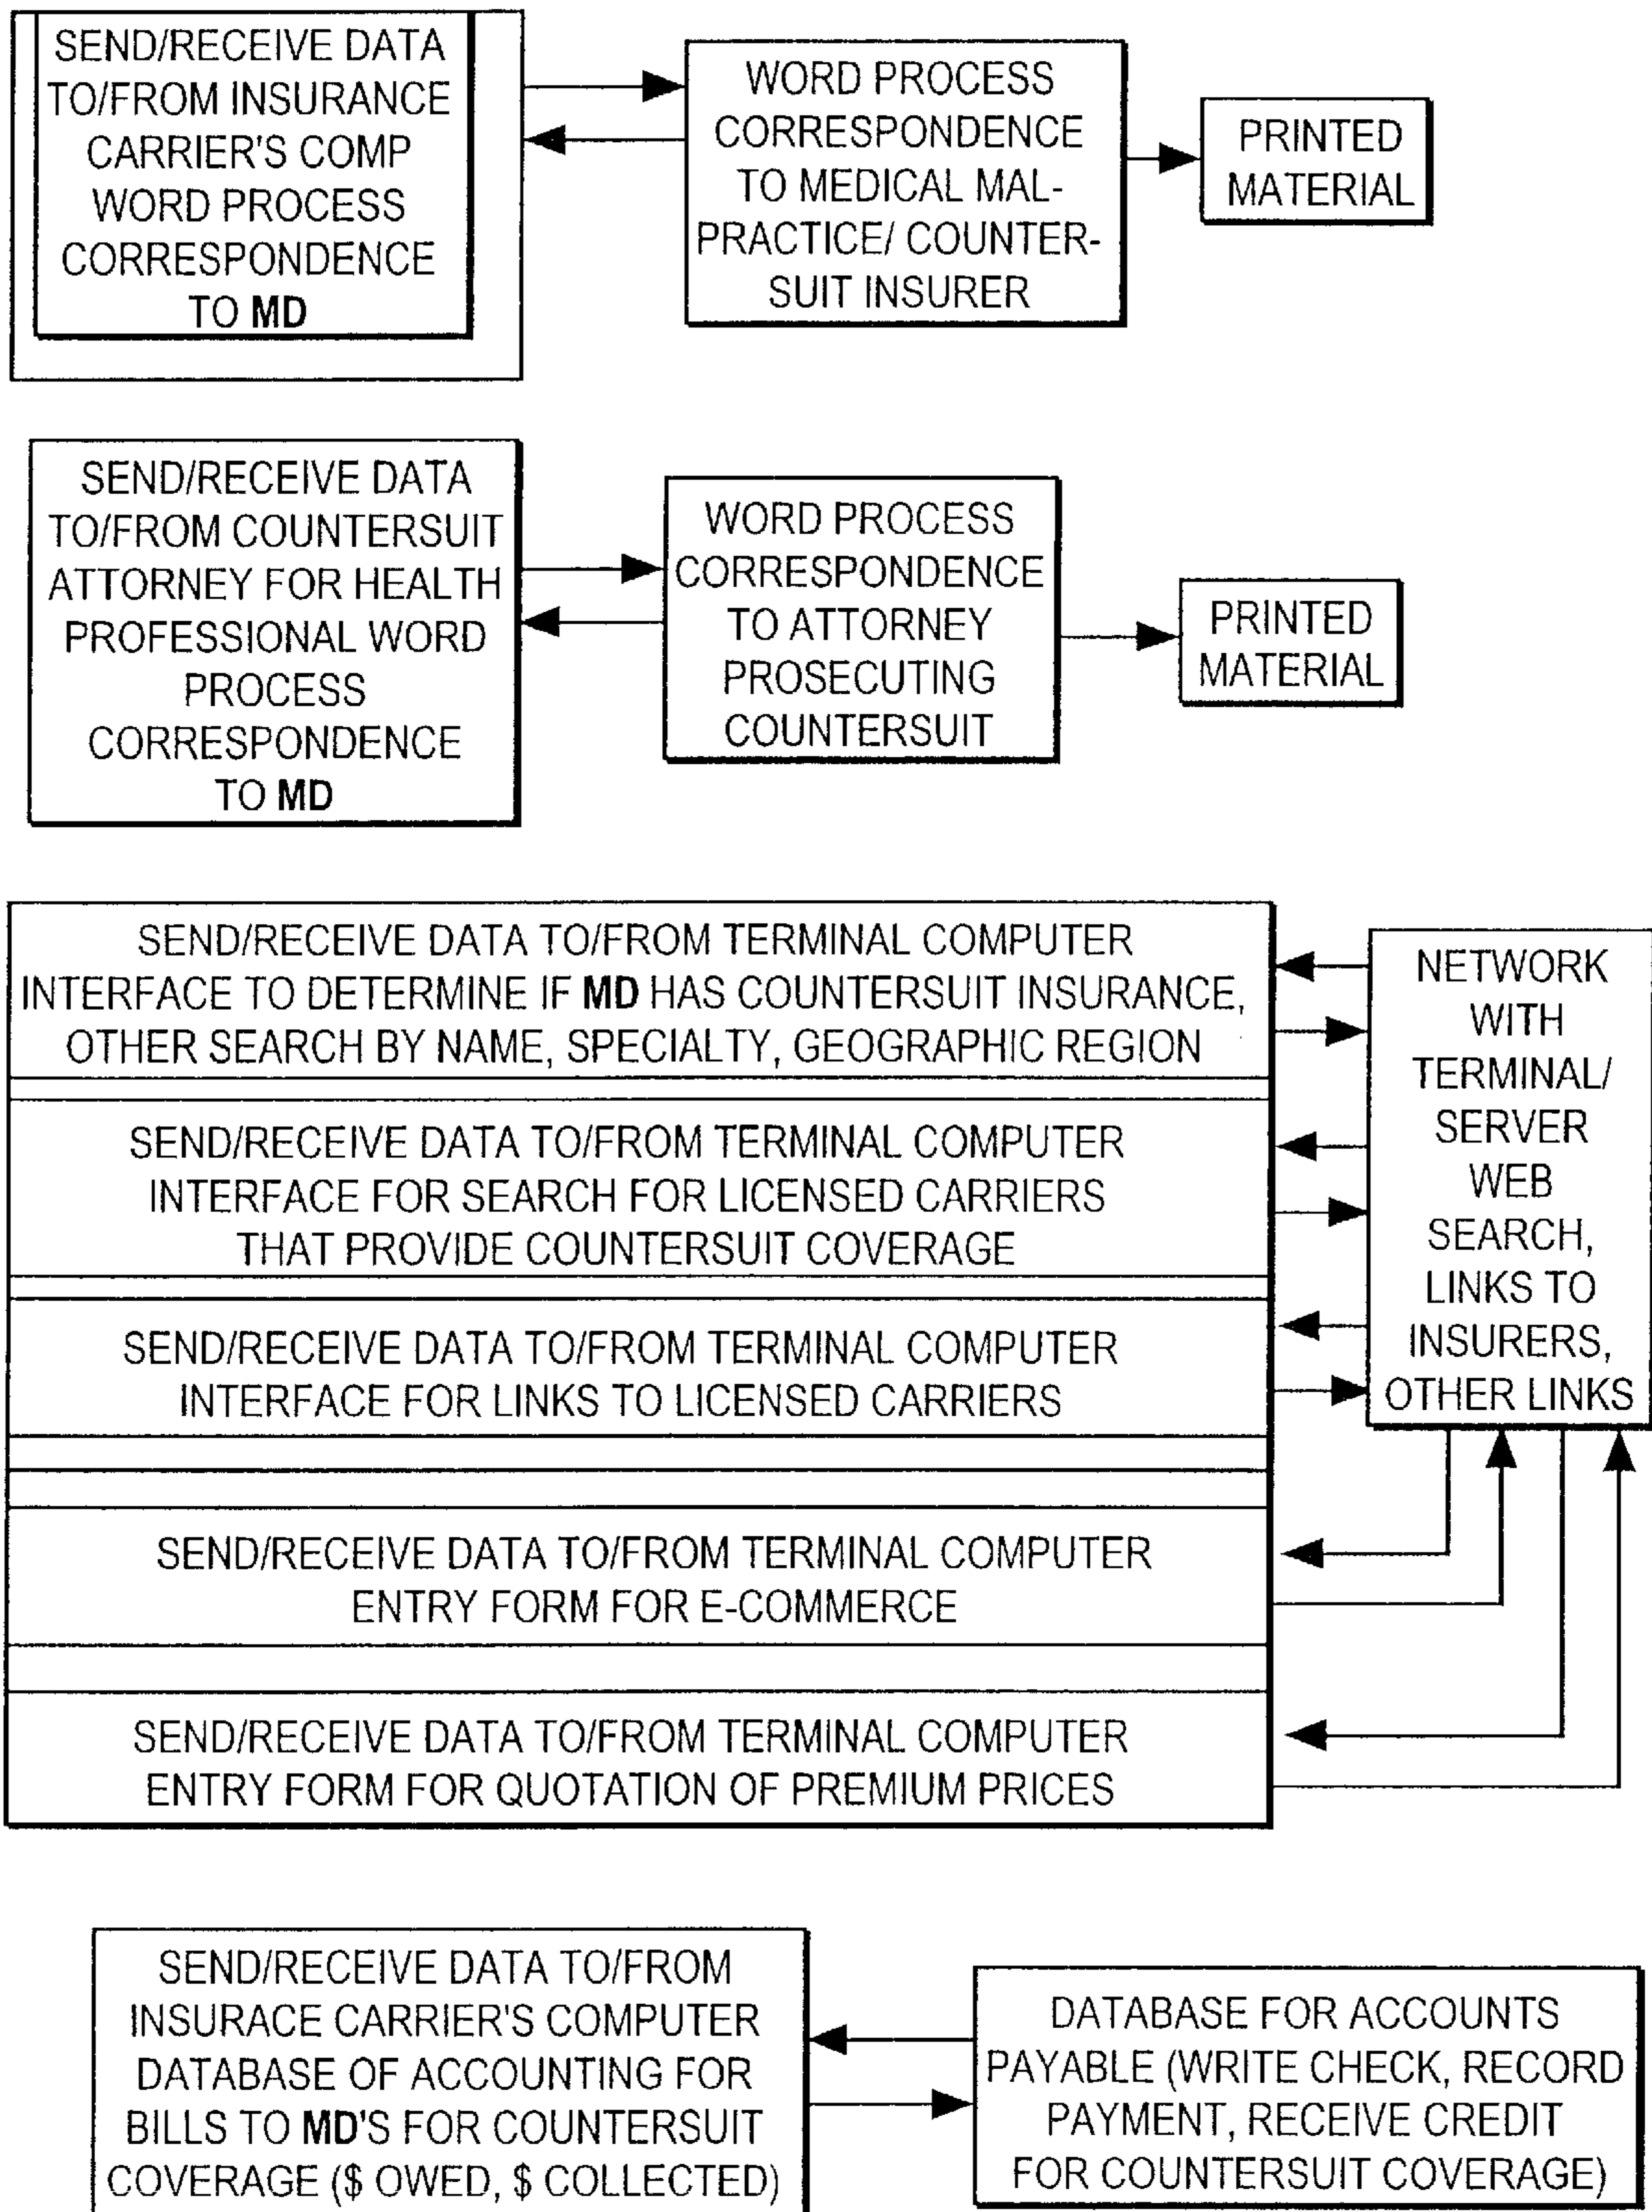 SEND/RECEIVE DATA
TO/FROM INSURANCE
CARRIER'S COMP
WORD PROCESS
CORRESPONDENCE
TO MD
WORD PROCESS
CORRESPONDENCE
TO MEDICAL MAL-
PRACTICE/ COUNTER-
SUIT INSURER
PRINTED
MATERIAL
SEND/RECEIVE DATA
TO/FROM COUNTERSUIT
ATTORNEY FOR HEALTH
PROFESSIONAL WORD
PROCESS
CORRESPONDENCE
TO MD
WORD PROCESS
CORRESPONDENCE
TO ATTORNEY
PROSECUTING
COUNTERSUIT
PRINTED
MATERIAL
SEND/RECEIVE DATA TO/FROM TERMINAL COMPUTER
INTERFACE TO DETERMINE IF MD HAS COUNTERSUIT INSURANCE,
OTHER SEARCH BY NAME, SPECIALTY, GEOGRAPHIC REGION
SEND/RECEIVE DATA TO/FROM TERMINAL COMPUTER
INTERFACE FOR SEARCH FOR LICENSED CARRIERS
THAT PROVIDE COUNTERSUIT COVERAGE
SEND/RECEIVE DATA TO/FROM TERMINAL COMPUTER
INTERFACE FOR LINKS TO LICENSED CARRIERS
SEND/RECEIVE DATA TO/FROM TERMINAL COMPUTER
ENTRY FORM FOR E-COMMERCE
SEND/RECEIVE DATA TO/FROM TERMINAL COMPUTER
ENTRY FORM FOR QUOTATION OF PREMIUM PRICES
NETWORK
WITH
TERMINAL/
SERVER
WEB
SEARCH,
LINKS TO
INSURERS,
OTHER LINKS
SEND/RECEIVE DATA TO/FROM
INSURACE CARRIER'S COMPUTER
DATABASE OF ACCOUNTING FOR
BILLS TO MD'S FOR COUNTERSUIT
COVERAGE ($ OWED, $ COLLECTED)
DATABASE FOR ACCOUNTS
PAYABLE (WRITE CHECK, RECORD
PAYMENT, RECEIVE CREDIT
FOR COUNTERSUIT COVERAGE)